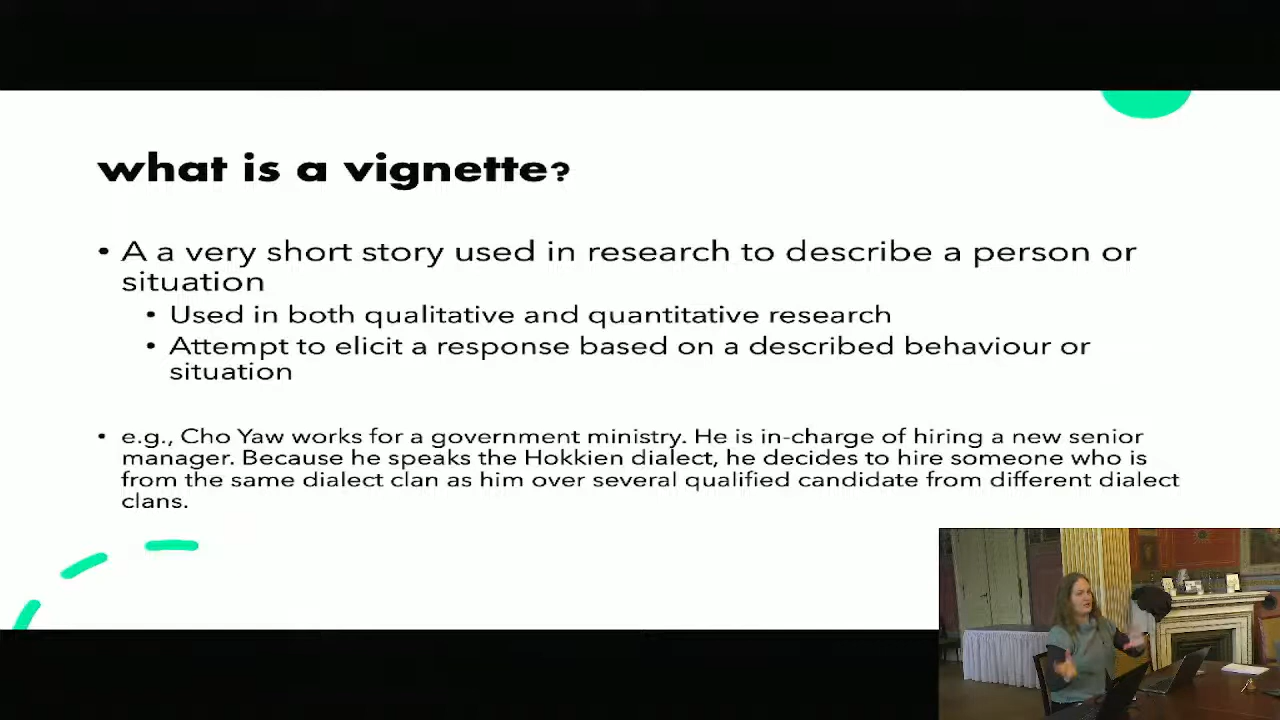 what is a vignette?
• A a very short story used in research to describe a person or
situation
• Used in both qualitative and quantitative research
• Attempt to elicit a response based on a described behaviour or
situation
• e.g., Cho Yaw works for a government ministry. He is in-charge of hiring a new senior
manager. Because he speaks the Hokkien dialect, he decides to hire someone who is
from the same dialect clan as him over several qualified candidate from different dialect
clans.